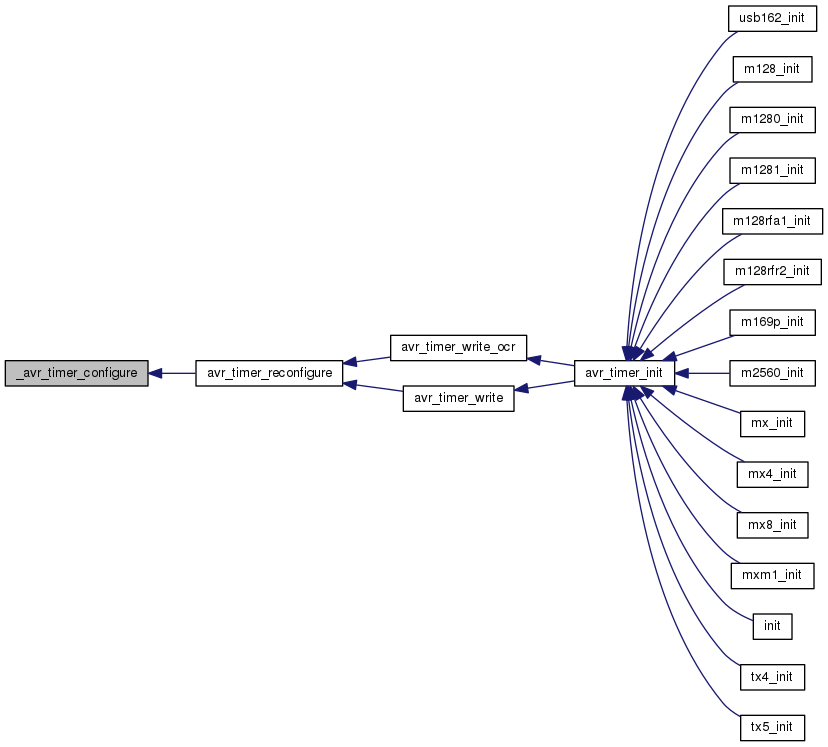 usb162_init
m128_init
m1280_init
m1281_init
m128rfa1_init
m128rfr2_init
m169p_init
avr_timer_write_ocr
_avr_timer_configure
avr_timer_reconfigure
avr_timer_init
m2560_init
avr_timer_write
mx_init
mx4_init
mx8_init
mxm1_init
init
tx4_init
tx5_init